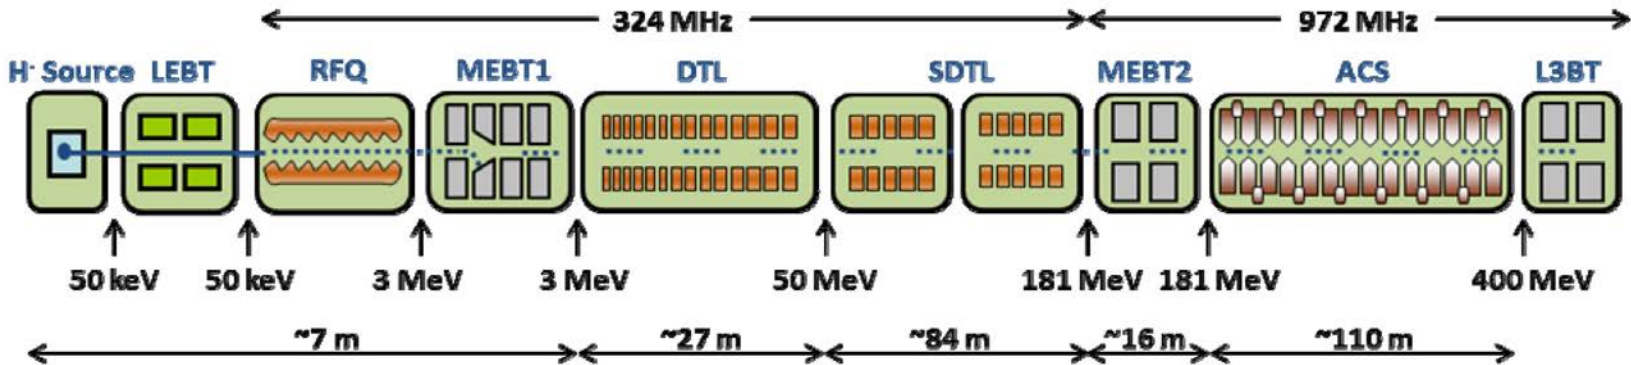 324 MHz 972 MHz
H⁻ Source LEBT RFQ MEBT1 DTL SDTL MEBT2 ACS L3BT
50 keV 50 keV 3 MeV 3 MeV 50 MeV 181 MeV 181 MeV 400 MeV
~7 m ~27 m ~84 m ~16 m ~110 m